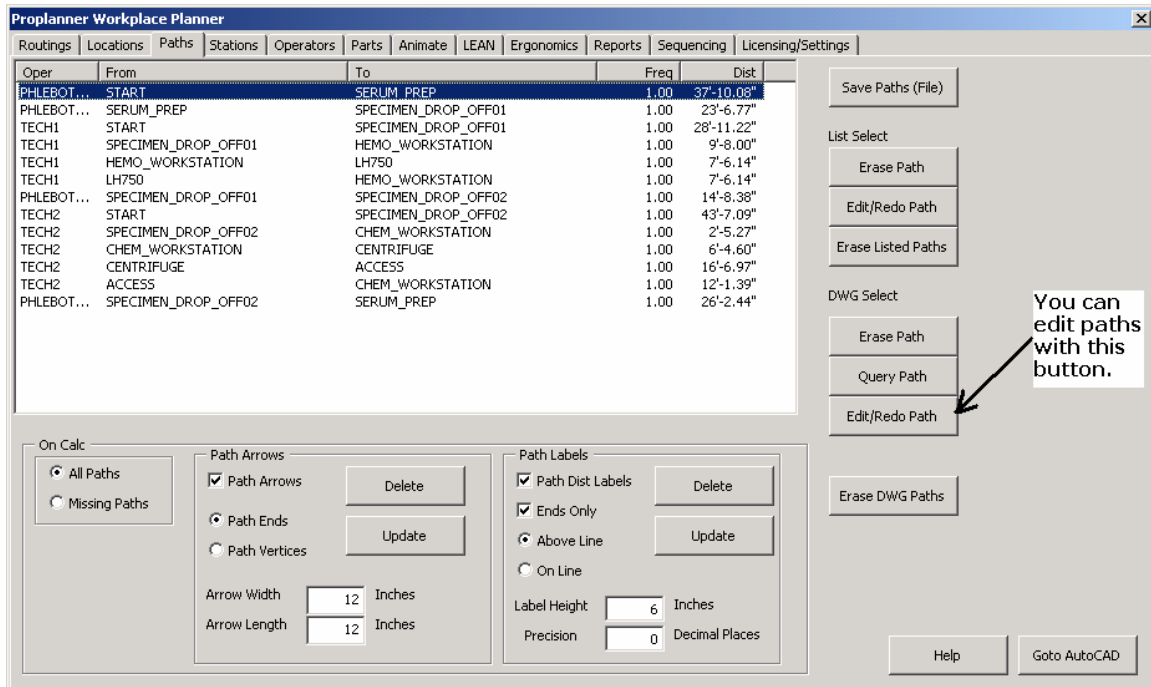 Proplanner Workplace Planner
Routings Locations Paths Stations Operators Parts Animate LEAN Ergonomics Reports Sequencing Licensing/Settings
Oper From To Freq Dist
PHLEBOT... START SERUM_PREP 1.00 37'-10.08"
PHLEBOT... SERUM_PREP SPECIMEN_DROP_OFF01 1.00 23'-6.77"
TECH1 START SPECIMEN_DROP_OFF01 1.00 28'-11.22"
TECH1 SPECIMEN_DROP_OFF01 HEMO_WORKSTATION 1.00 9'-8.00"
TECH1 HEMO_WORKSTATION LH750 1.00 7'-6.14"
TECH1 LH750 HEMO_WORKSTATION 1.00 7'-6.14"
PHLEBOT... SPECIMEN_DROP_OFF01 SPECIMEN_DROP_OFF02 1.00 14'-8.38"
TECH2 START SPECIMEN_DROP_OFF02 1.00 43'-7.09"
TECH2 SPECIMEN_DROP_OFF02 CHEM_WORKSTATION 1.00 2'-5.27"
TECH2 CHEM_WORKSTATION CENTRIFUGE 1.00 6'-4.60"
TECH2 CENTRIFUGE ACCESS 1.00 16'-6.97"
TECH2 ACCESS CHEM_WORKSTATION 1.00 12'-1.39"
PHLEBOT... SPECIMEN_DROP_OFF02 SERUM_PREP 1.00 26'-2.44"
Save Paths (File)
List Select
Erase Path
Edit/Redo Path
Erase Listed Paths
DWG Select
Erase Path
Query Path
Edit/Redo Path
Erase DWG Paths
You can
edit paths
with this
button.
On Calc
All Paths
Missing Paths
Path Arrows
Path Arrows
Delete
Path Ends
Update
Path Vertices
Arrow Width 12 Inches
Arrow Length 12 Inches
Path Labels
Path Dist Labels
Delete
Ends Only
Above Line
Update
On Line
Label Height 6 Inches
Precision 0 Decimal Places
Help
Goto AutoCAD